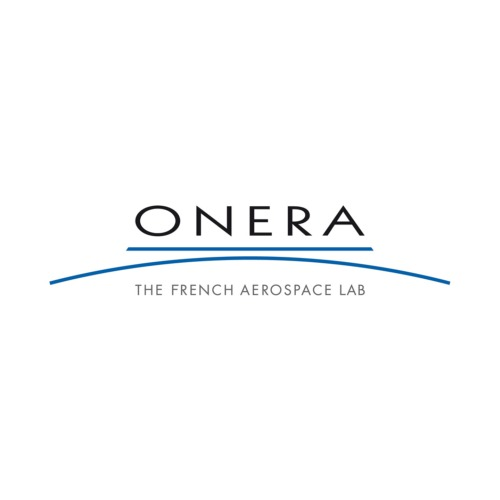 ONERA
THE FRENCH AEROSPACE LAB